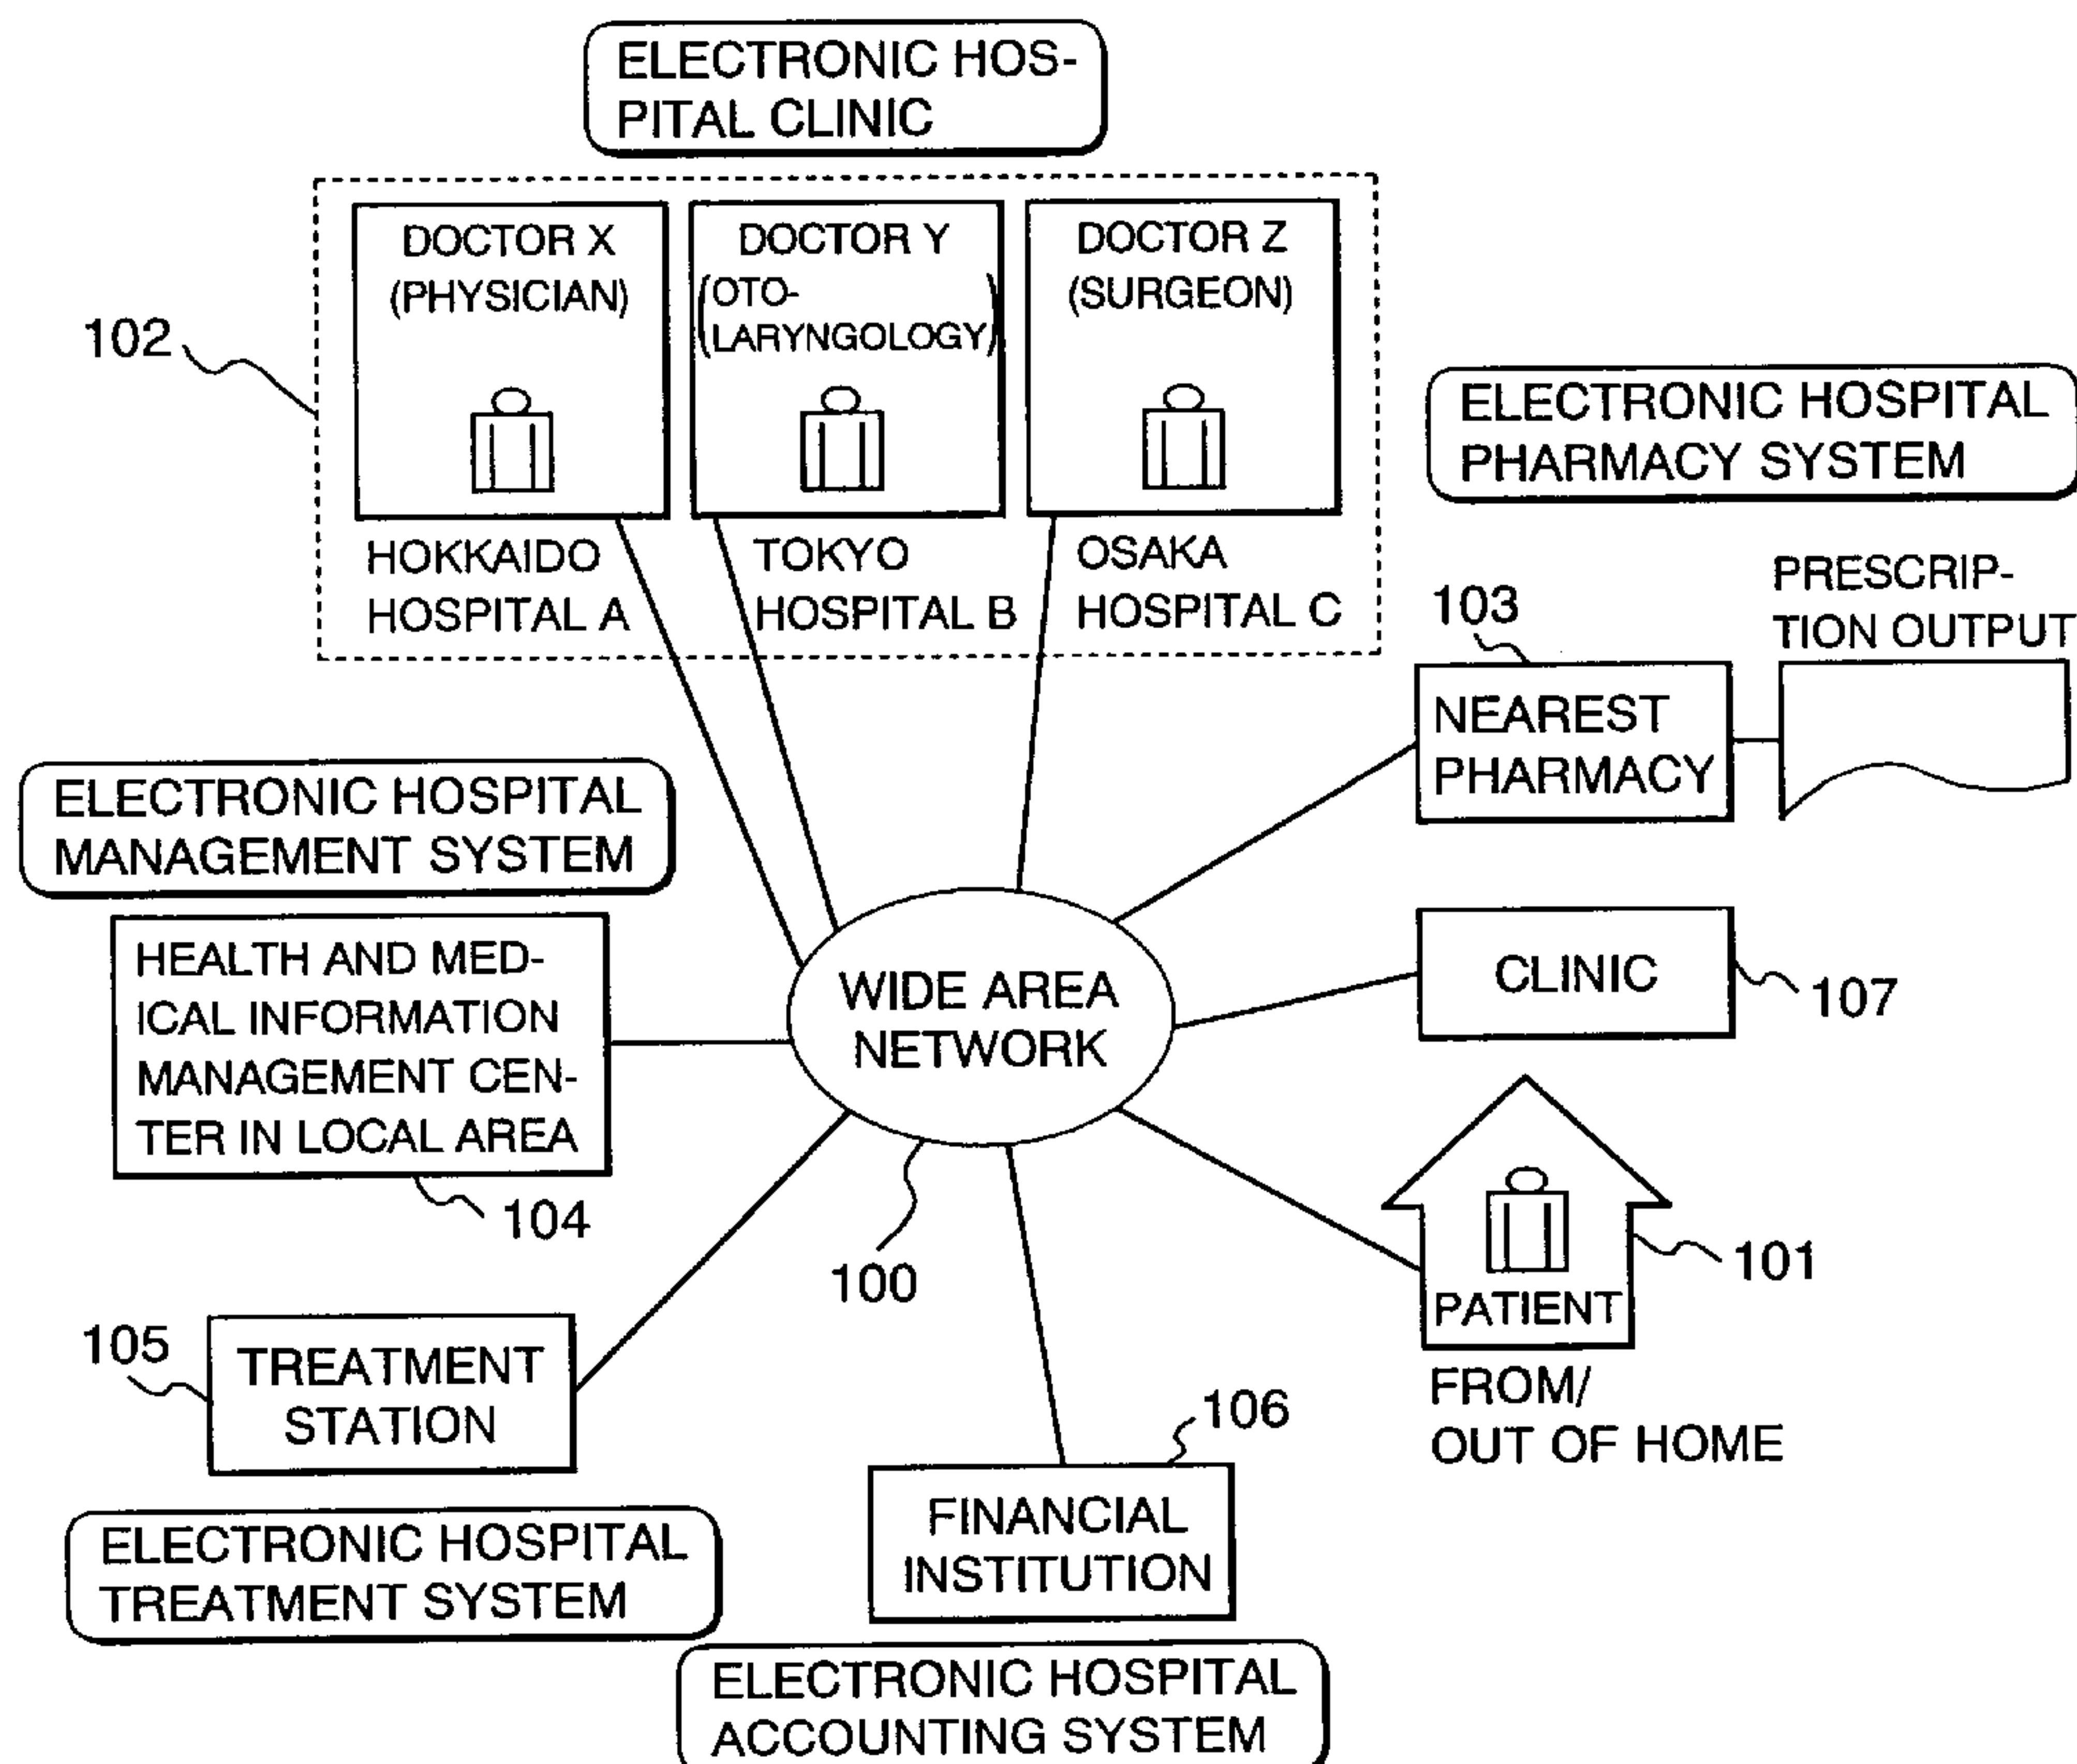 ELECTRONIC HOS-
PITAL CLINIC
DOCTOR X
(PHYSICIAN)
DOCTOR Y
(OTO-
LARYNGOLOGY)
DOCTOR Z
(SURGEON)
102
HOKKAIDO
HOSPITAL A
TOKYO
HOSPITAL B
OSAKA
HOSPITAL C
ELECTRONIC HOSPITAL
PHARMACY SYSTEM
103
PRESCRIP-
TION OUTPUT
NEAREST
PHARMACY
ELECTRONIC HOSPITAL
MANAGEMENT SYSTEM
HEALTH AND MED-
ICAL INFORMATION
MANAGEMENT CEN-
TER IN LOCAL AREA
104
WIDE AREA
NETWORK
100
CLINIC
107
101
PATIENT
FROM/
OUT OF HOME
105
TREATMENT
STATION
ELECTRONIC HOSPITAL
TREATMENT SYSTEM
106
FINANCIAL
INSTITUTION
ELECTRONIC HOSPITAL
ACCOUNTING SYSTEM